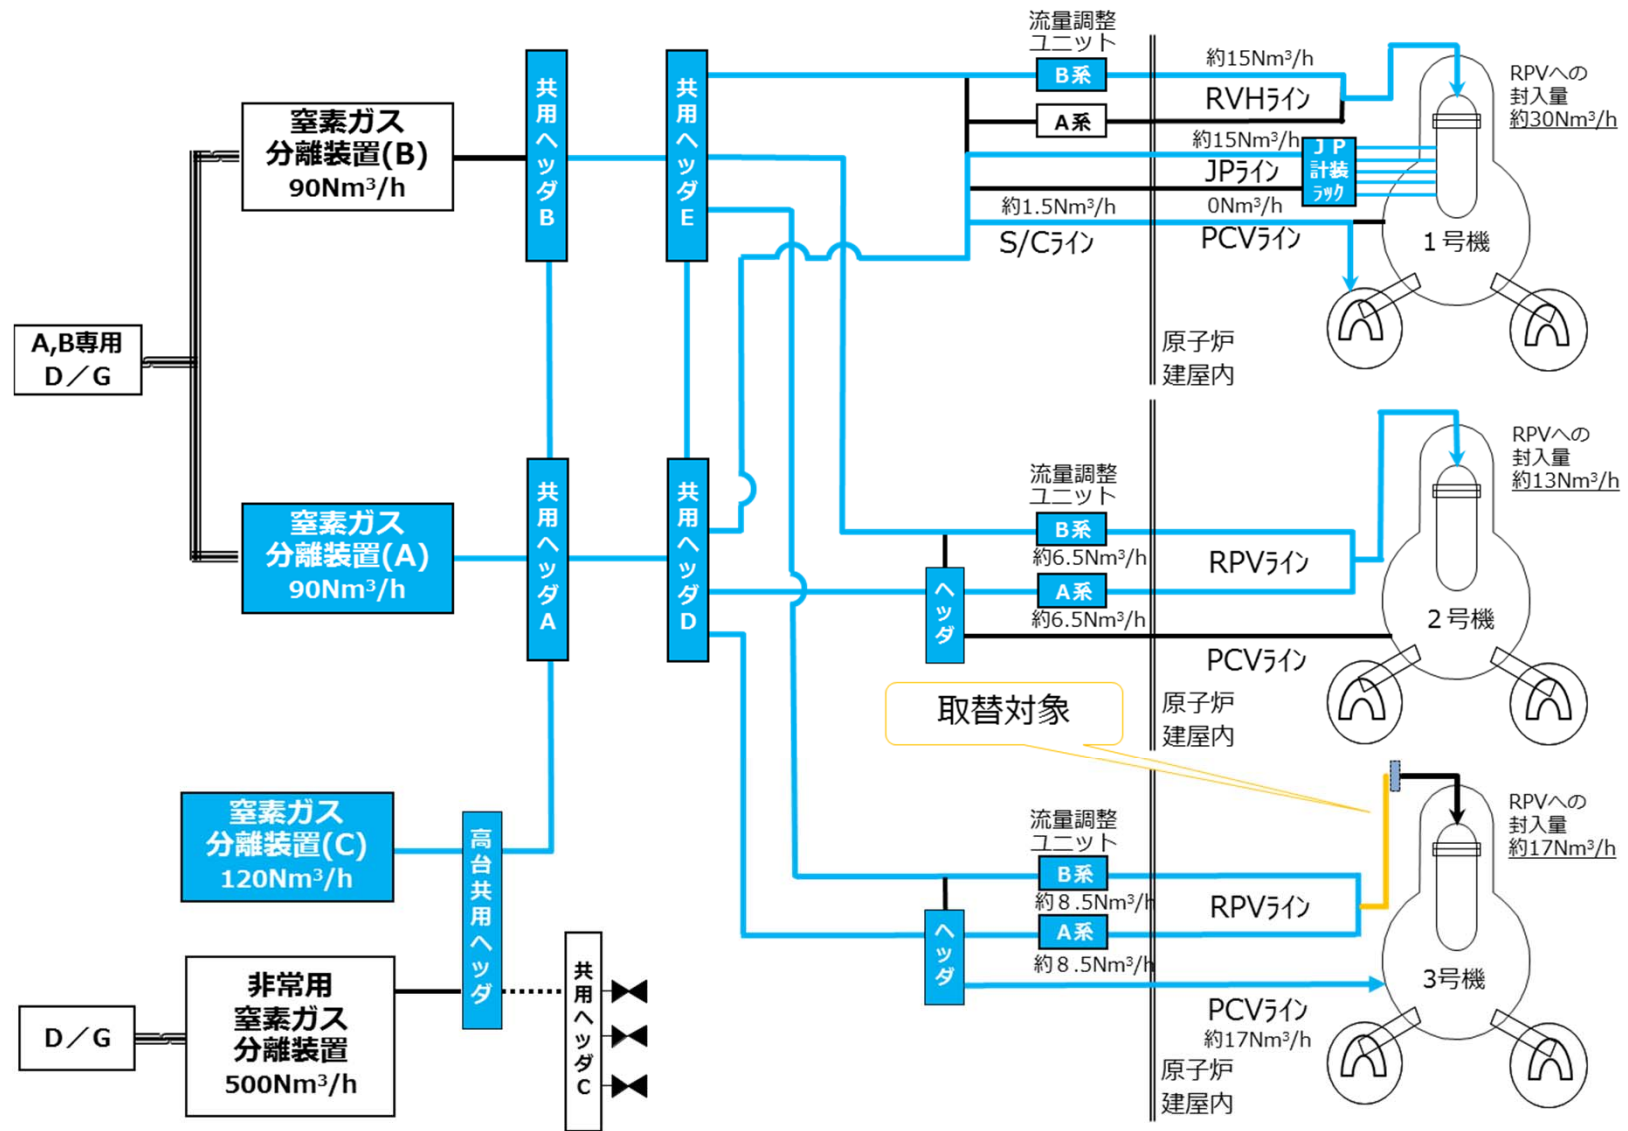 窒素ガス
分離装置(B)
90Nm³/h
A,B専用
D／G
窒素ガス
分離装置(A)
90Nm³/h
窒素ガス
分離装置(C)
120Nm³/h
D／G
非常用
窒素ガス
分離装置
500Nm³/h
高台共用ヘッダ
共用ヘッダB
共用ヘッダA
共用ヘッダC
共用ヘッダE
共用ヘッダD
流量調整
ユニット
B系
A系
約15Nm³/h
RVHライン
約15Nm³/h
JPライン
JP
計装
ラック
約1.5Nm³/h
S/Cライン
0Nm³/h
PCVライン
RPVへの
封入量
約30Nm³/h
1号機
原子炉
建屋内
流量調整
ユニット
B系
約6.5Nm³/h
A系
約6.5Nm³/h
ヘッダ
RPVライン
PCVライン
RPVへの
封入量
約13Nm³/h
2号機
原子炉
建屋内
取替対象
流量調整
ユニット
B系
約8.5Nm³/h
A系
約8.5Nm³/h
ヘッダ
RPVライン
PCVライン
約17Nm³/h
RPVへの
封入量
約17Nm³/h
3号機
原子炉
建屋内